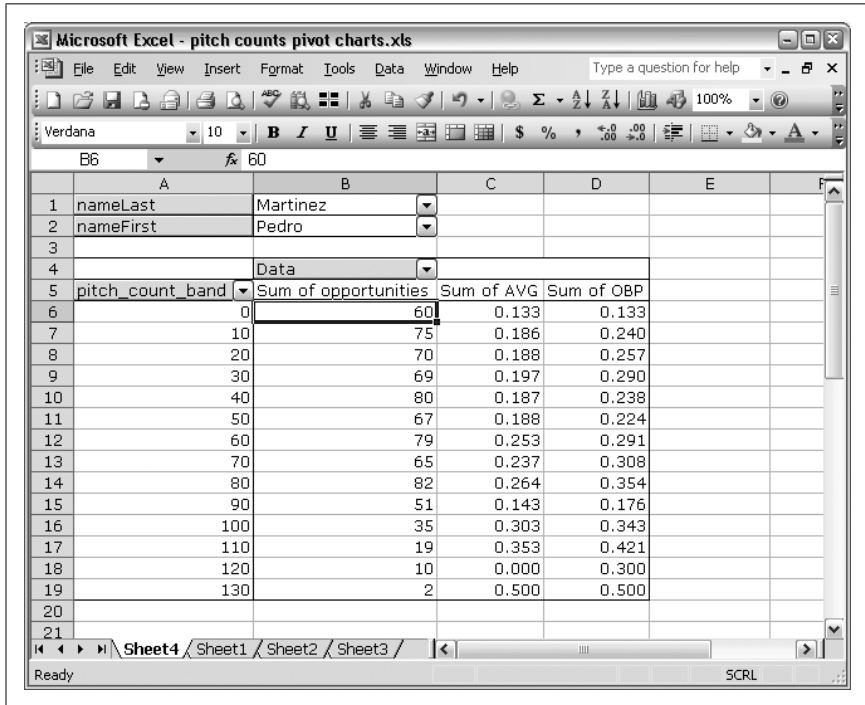 Microsoft Excel - pitch counts pivot charts.xls
File Edit View Insert Format Tools Data Window Help Type a question for help
ABC Σ A Z Z A 100%
Verdana 10 B I U a $ % , .00 .00 A
B6 fx 60
A B C D E F
1 nameLast Martinez
2 nameFirst Pedro
3
4 Data
5 pitch_count_band Sum of opportunities Sum of AVG Sum of OBP
6 0 60 0.133 0.133
7 10 75 0.186 0.240
8 20 70 0.188 0.257
9 30 69 0.197 0.290
10 40 80 0.187 0.238
11 50 67 0.188 0.224
12 60 79 0.253 0.291
13 70 65 0.237 0.308
14 80 82 0.264 0.354
15 90 51 0.143 0.176
16 100 35 0.303 0.343
17 110 19 0.353 0.421
18 120 10 0.000 0.300
19 130 2 0.500 0.500
20
21
Sheet4 Sheet1 Sheet2 Sheet3
Ready SCRL